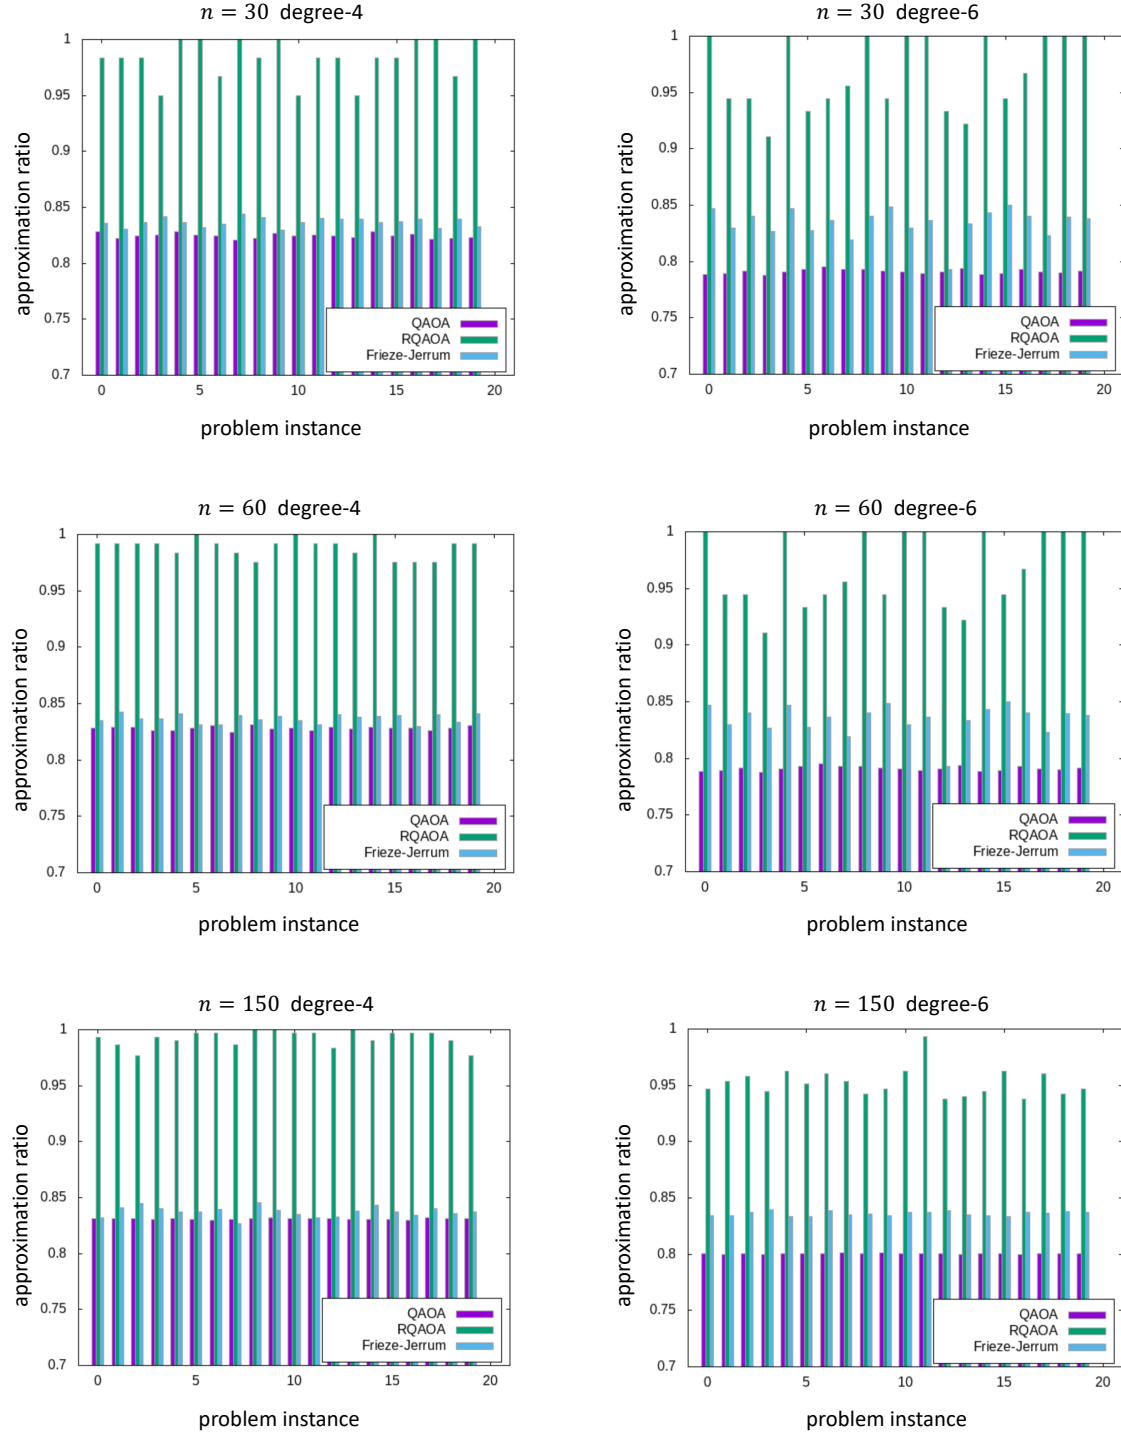 n = 30 degree-4
1
0.95
0.9
0.85
0.8
0.75
0.7
approximation ratio
QAOA
RQAOA
Frieze-Jerrum
0 5 10 15 20
problem instance
n = 30 degree-6
1
0.95
0.9
0.85
0.8
0.75
0.7
approximation ratio
QAOA
RQAOA
Frieze-Jerrum
0 5 10 15 20
problem instance
n = 60 degree-4
1
0.95
0.9
0.85
0.8
0.75
0.7
approximation ratio
QAOA
RQAOA
Frieze-Jerrum
0 5 10 15 20
problem instance
n = 60 degree-6
1
0.95
0.9
0.85
0.8
0.75
0.7
approximation ratio
QAOA
RQAOA
Frieze-Jerrum
0 5 10 15 20
problem instance
n = 150 degree-4
1
0.95
0.9
0.85
0.8
0.75
0.7
approximation ratio
QAOA
RQAOA
Frieze-Jerrum
0 5 10 15 20
problem instance
n = 150 degree-6
1
0.95
0.9
0.85
0.8
0.75
0.7
approximation ratio
QAOA
RQAOA
Frieze-Jerrum
0 5 10 15 20
problem instance